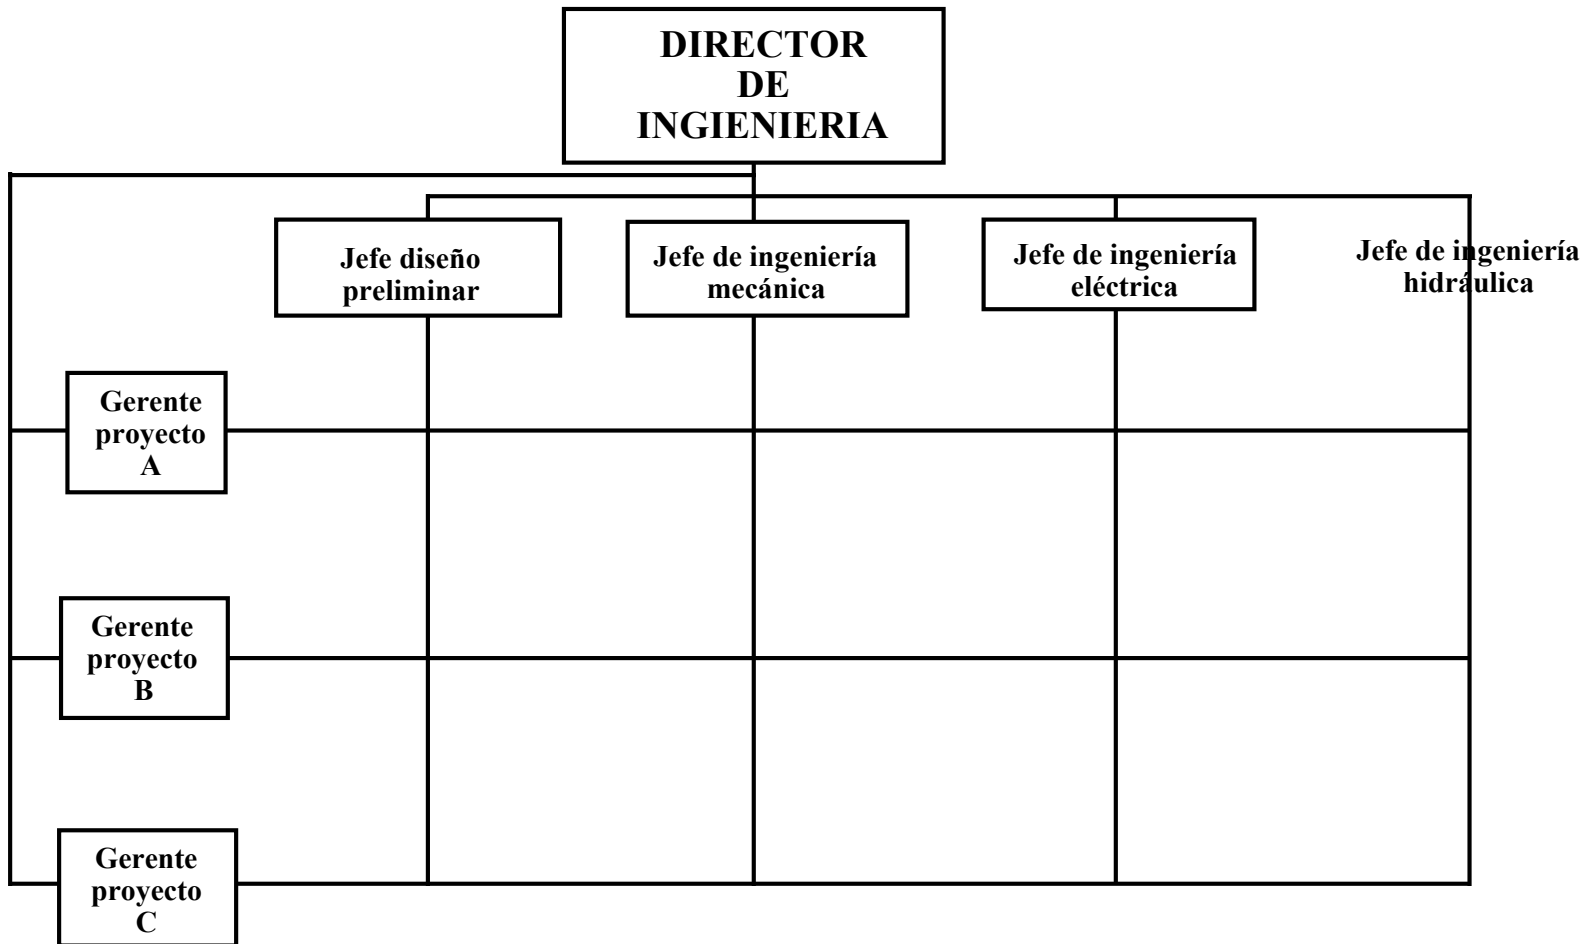 DIRECTOR
DE
INGIENIERIA
Jefe diseño
preliminar
Jefe de ingeniería
mecánica
Jefe de ingeniería
eléctrica
Jefe de ingeniería
hidráulica
Gerente
proyecto
A
Gerente
proyecto
B
Gerente
proyecto
C